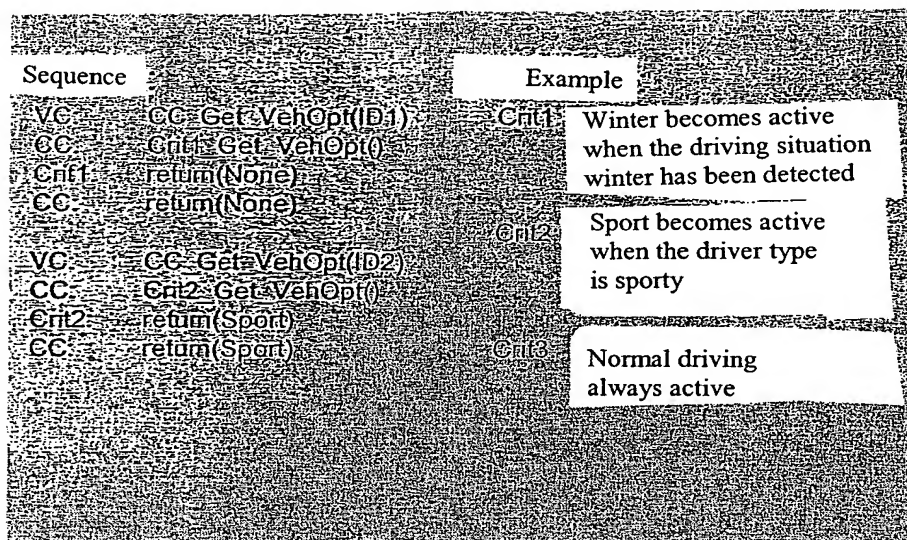 Sequence
VC: CC_Get_VehOpt(ID1)
CC: Crit1_Get_VehOpt()
Crit1: return(None)
CC: return(None)
VC: CC_Get_VehOpt(ID2)
CC: Crit2_Get_VehOpt()
Crit2: return(Sport)
CC: return(Sport)
Example
Crit1: Winter becomes active
when the driving situation
winter has been detected
Crit2: Sport becomes active
when the driver type
is sporty
Crit3: Normal driving
always active